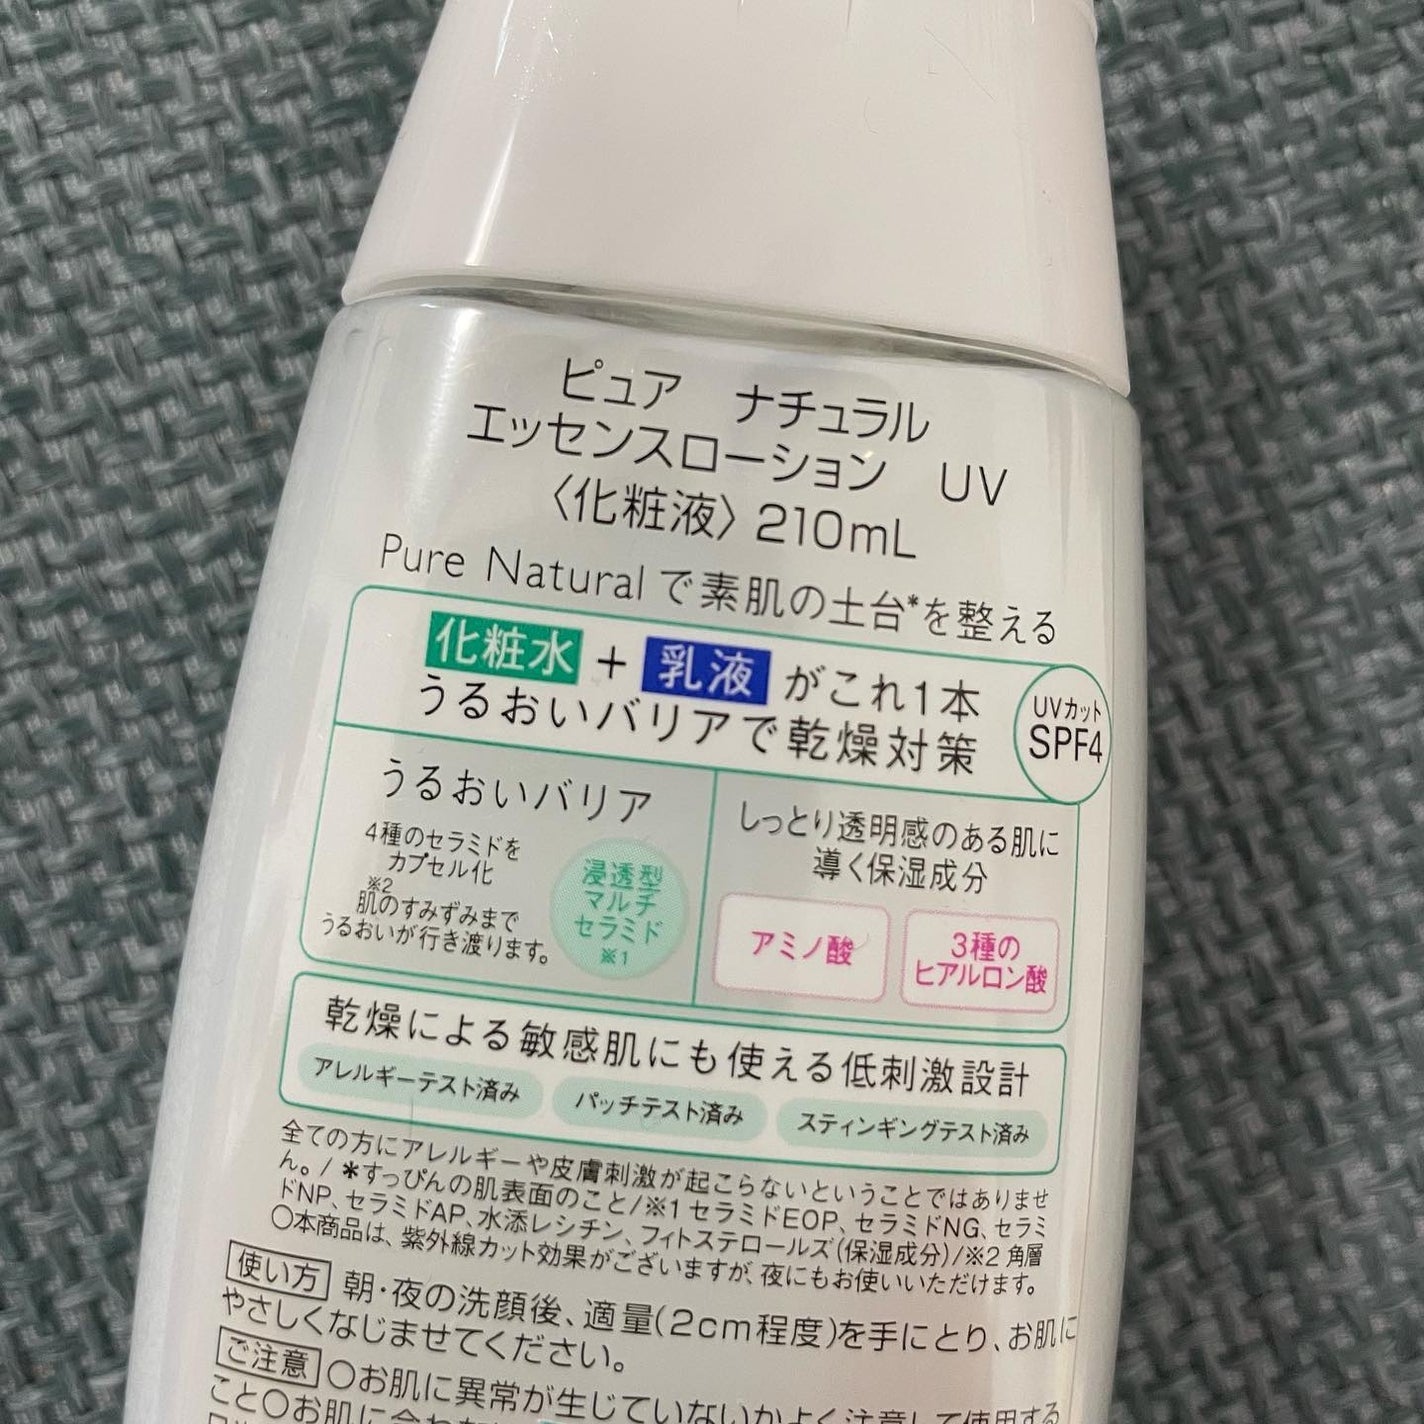 ピュア ナチュラル
エッセンスローション UV
〈化粧液〉210mL
Pure Naturalで素肌の土台*を整える
化粧水+乳液がこれ1本
うるおいバリアで乾燥対策
UVカット
SPF4
うるおいバリア
4種のセラミドを
カプセル化
※2
肌のすみずみまで
うるおいが行き渡ります。
浸透型
マルチ
セラミド
※1
しっとり透明感のある肌に
導く保湿成分
アミノ酸
3種の
ヒアルロン酸
乾燥による敏感肌にも使える低刺激設計
アレルギーテスト済み
パッチテスト済み
スティンギングテスト済み
全ての方にアレルギーや皮膚刺激が起こらないということではありませ
ん。/*すっぴんの肌表面のこと/※1 セラミドEOP、セラミドNG、セラミ
ドNP、セラミドAP、水添レシチン、フィトステロールズ(保湿成分)/※2 角層
○本商品は、紫外線カット効果がございますが、夜にもお使いいただけます。
使い方 朝・夜の洗顔後、適量(2cm程度)を手にとり、お肌に
やさしくなじませてください。
ご注意 ○お肌に異常が生じていないかよく注意して使用する
こと○お肌に合わな